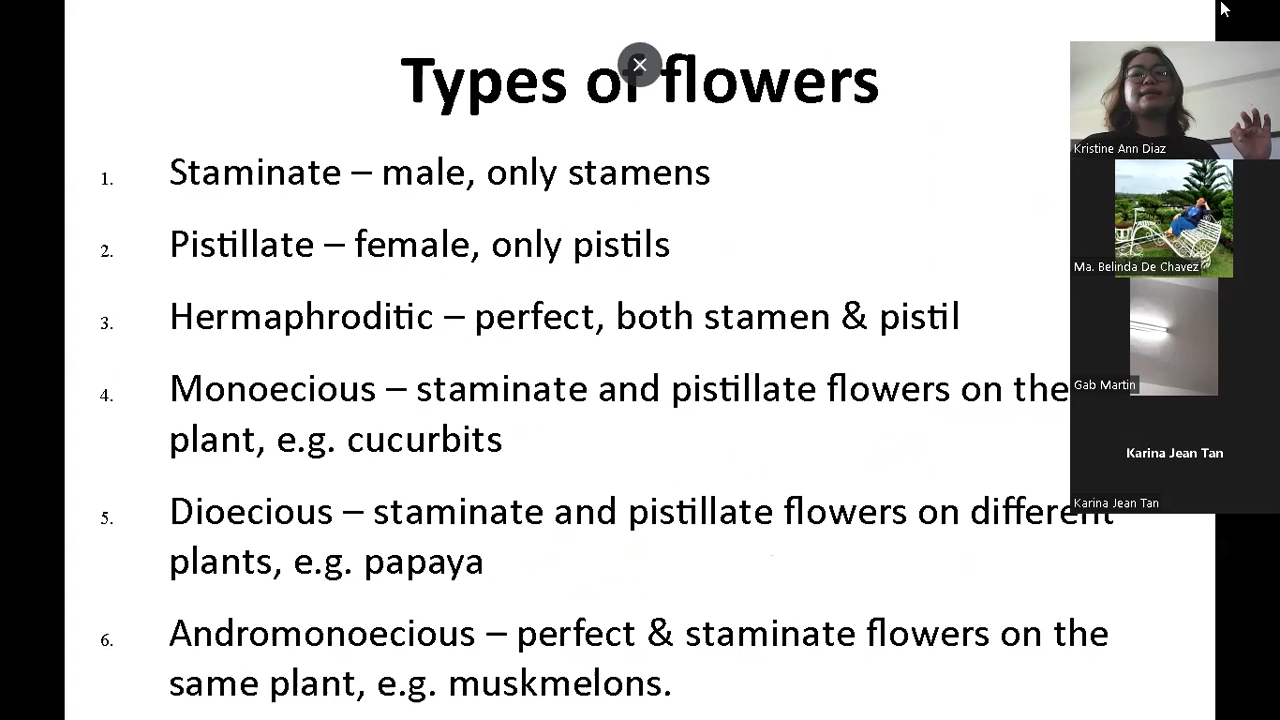 Types of flowers
1. Staminate – male, only stamens
2. Pistillate – female, only pistils
3. Hermaphroditic – perfect, both stamen & pistil
4. Monoecious – staminate and pistillate flowers on the
plant, e.g. cucurbits
5. Dioecious – staminate and pistillate flowers on different
plants, e.g. papaya
6. Andromonoecious – perfect & staminate flowers on the
same plant, e.g. muskmelons.
Kristine Ann Diaz
Ma. Belinda De Chavez
Gab Martin
Karina Jean Tan
Karina Jean Tan